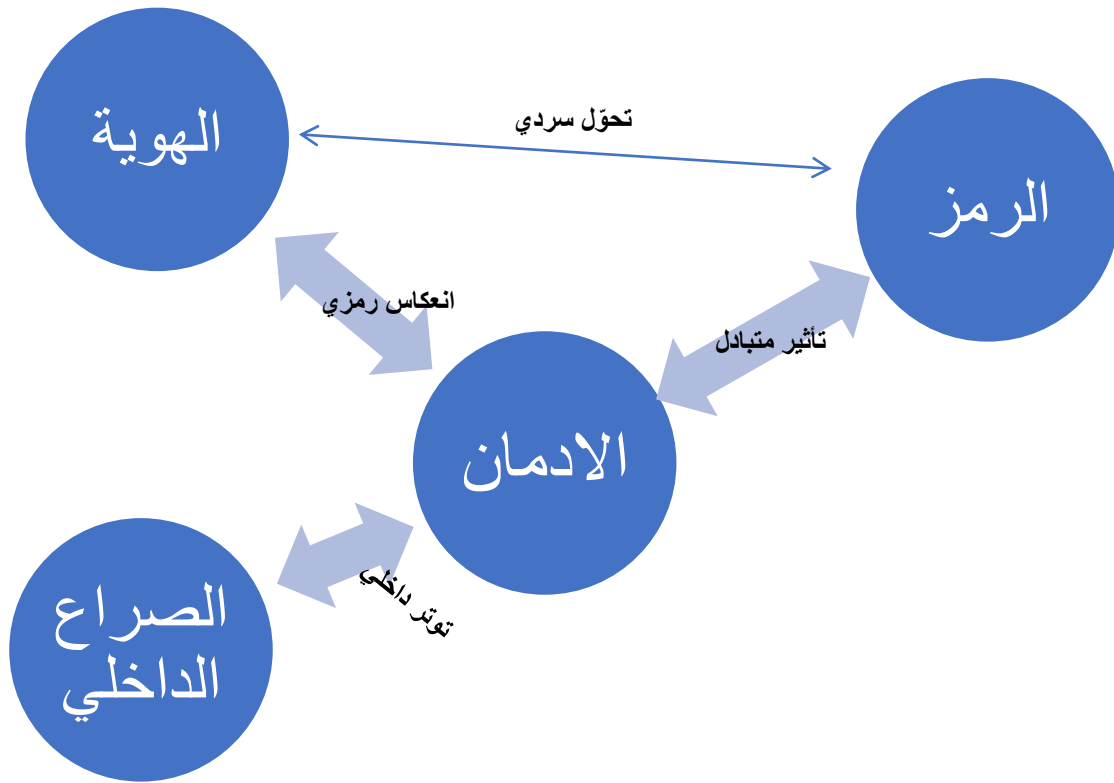 الهوية
تحوّل سردي
الرمز
انعكاس رمزي
تأثير متبادل
الادمان
توتر داخلي
الصراع
الداخلي